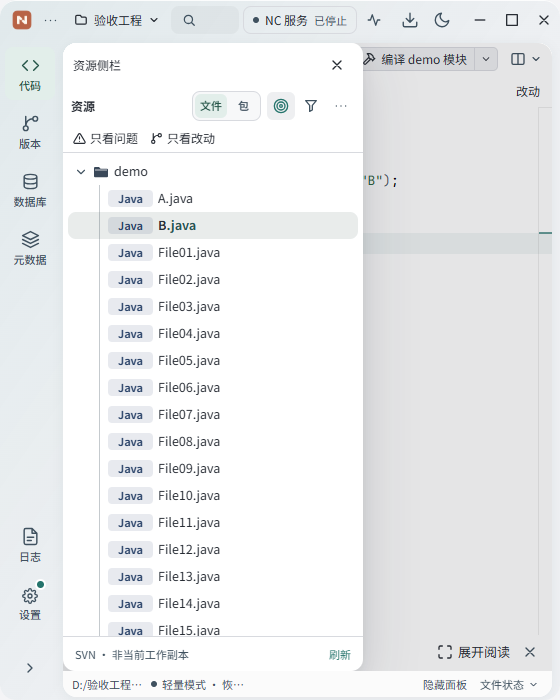 N ··· 验收工程 NC 服务 已停止
代码
版本
数据库
元数据
日志
设置
资源侧栏
资源 文件 包 ···
只看问题 只看改动
demo
Java A.java
Java B.java
Java File01.java
Java File02.java
Java File03.java
Java File04.java
Java File05.java
Java File06.java
Java File07.java
Java File08.java
Java File09.java
Java File10.java
Java File11.java
Java File12.java
Java File13.java
Java File14.java
Java File15.java
SVN · 非当前工作副本 刷新
编译 demo 模块
改动
"B");
展开阅读
D:/验收工程… 轻量模式 · 恢… 隐藏面板 文件状态